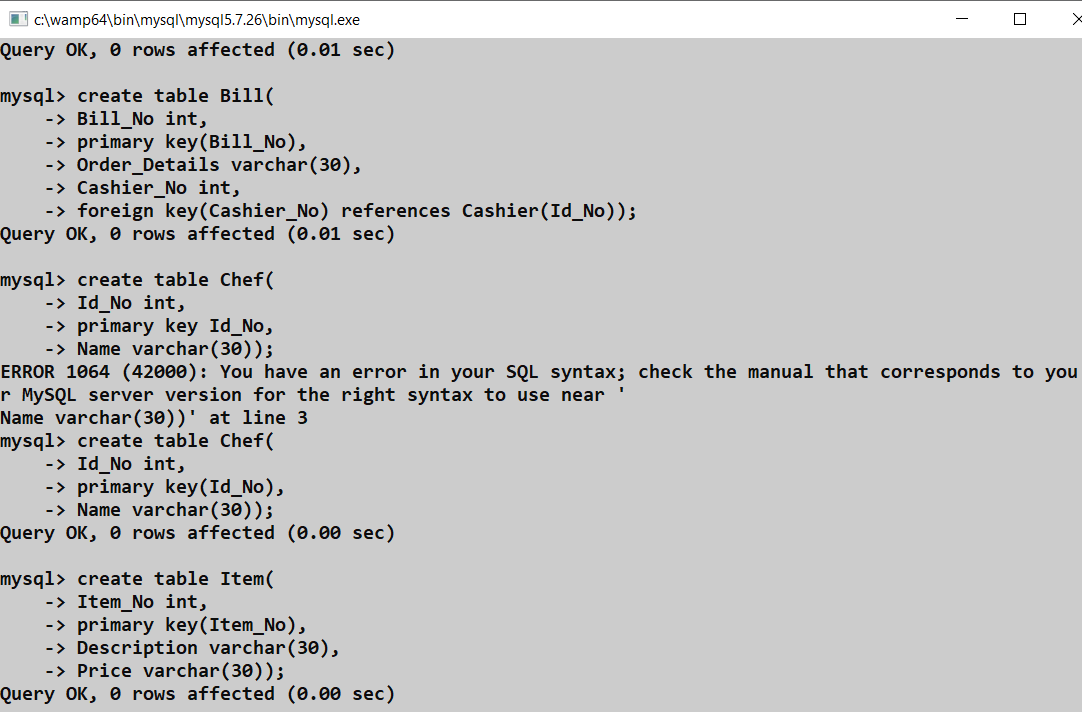 c:\wamp64\bin\mysql\mysql5.7.26\bin\mysql.exe
Query OK, 0 rows affected (0.01 sec)
mysql> create table Bill(
    -> Bill_No int,
    -> primary key(Bill_No),
    -> Order_Details varchar(30),
    -> Cashier_No int,
    -> foreign key(Cashier_No) references Cashier(Id_No));
Query OK, 0 rows affected (0.01 sec)
mysql> create table Chef(
    -> Id_No int,
    -> primary key Id_No,
    -> Name varchar(30));
ERROR 1064 (42000): You have an error in your SQL syntax; check the manual that corresponds to you
r MySQL server version for the right syntax to use near '
Name varchar(30))' at line 3
mysql> create table Chef(
    -> Id_No int,
    -> primary key(Id_No),
    -> Name varchar(30));
Query OK, 0 rows affected (0.00 sec)
mysql> create table Item(
    -> Item_No int,
    -> primary key(Item_No),
    -> Description varchar(30),
    -> Price varchar(30));
Query OK, 0 rows affected (0.00 sec)